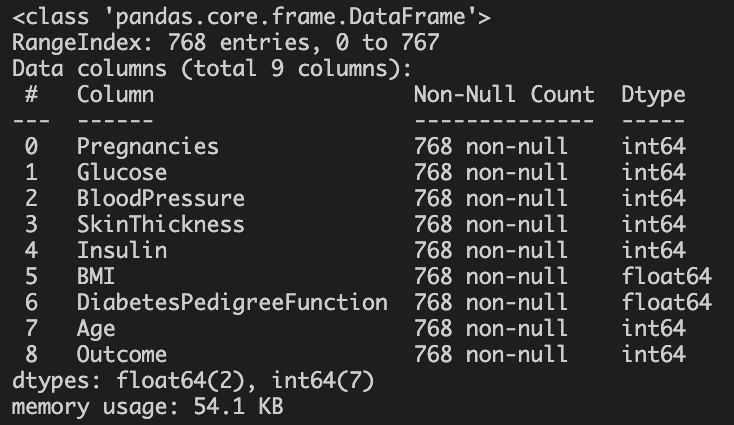 <class 'pandas.core.frame.DataFrame'>
RangeIndex: 768 entries, 0 to 767
Data columns (total 9 columns):
 #   Column                    Non-Null Count  Dtype
---  ------                    --------------  -----
 0   Pregnancies               768 non-null    int64
 1   Glucose                   768 non-null    int64
 2   BloodPressure             768 non-null    int64
 3   SkinThickness             768 non-null    int64
 4   Insulin                   768 non-null    int64
 5   BMI                       768 non-null    float64
 6   DiabetesPedigreeFunction  768 non-null    float64
 7   Age                       768 non-null    int64
 8   Outcome                   768 non-null    int64
dtypes: float64(2), int64(7)
memory usage: 54.1 KB